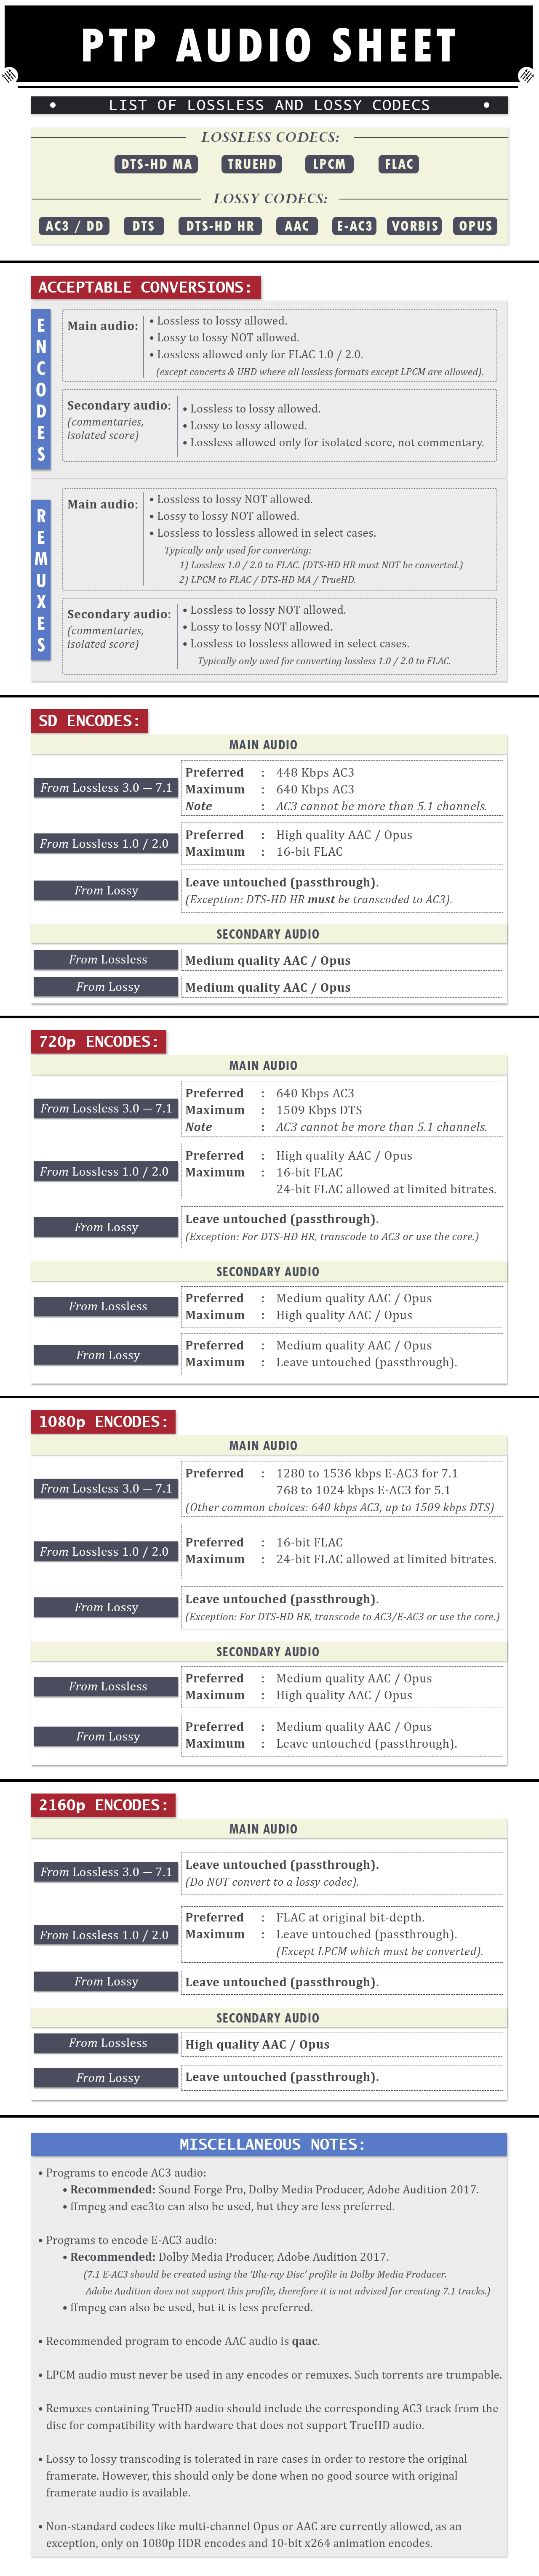 PTP AUDIO SHEET
• LIST OF LOSSLESS AND LOSSY CODECS •
LOSSLESS CODECS:
DTS-HD MA TRUEHD LPCM FLAC
LOSSY CODECS:
AC3 / DD DTS DTS-HD HR AAC E-AC3 VORBIS OPUS
ACCEPTABLE CONVERSIONS:
ENCODES
Main audio:
• Lossless to lossy allowed.
• Lossy to lossy NOT allowed.
• Lossless allowed only for FLAC 1.0 / 2.0.
(except concerts & UHD where all lossless formats except LPCM are allowed).
Secondary audio:
(commentaries,
isolated score)
• Lossless to lossy allowed.
• Lossy to lossy allowed.
• Lossless allowed only for isolated score, not commentary.
REMUXES
Main audio:
• Lossless to lossy NOT allowed.
• Lossy to lossy NOT allowed.
• Lossless to lossless allowed in select cases.
Typically only used for converting:
1) Lossless 1.0 / 2.0 to FLAC. (DTS-HD HR must NOT be converted.)
2) LPCM to FLAC / DTS-HD MA / TrueHD.
Secondary audio:
(commentaries,
isolated score)
• Lossless to lossy NOT allowed.
• Lossy to lossy NOT allowed.
• Lossless to lossless allowed in select cases.
Typically only used for converting lossless 1.0 / 2.0 to FLAC.
SD ENCODES:
MAIN AUDIO
From Lossless 3.0 — 7.1
Preferred : 448 Kbps AC3
Maximum : 640 Kbps AC3
Note : AC3 cannot be more than 5.1 channels.
From Lossless 1.0 / 2.0
Preferred : High quality AAC / Opus
Maximum : 16-bit FLAC
From Lossy
Leave untouched (passthrough).
(Exception: DTS-HD HR must be transcoded to AC3).
SECONDARY AUDIO
From Lossless
Medium quality AAC / Opus
From Lossy
Medium quality AAC / Opus
720p ENCODES:
MAIN AUDIO
From Lossless 3.0 — 7.1
Preferred : 640 Kbps AC3
Maximum : 1509 Kbps DTS
Note : AC3 cannot be more than 5.1 channels.
From Lossless 1.0 / 2.0
Preferred : High quality AAC / Opus
Maximum : 16-bit FLAC
24-bit FLAC allowed at limited bitrates.
From Lossy
Leave untouched (passthrough).
(Exception: For DTS-HD HR, transcode to AC3 or use the core.)
SECONDARY AUDIO
From Lossless
Preferred : Medium quality AAC / Opus
Maximum : High quality AAC / Opus
From Lossy
Preferred : Medium quality AAC / Opus
Maximum : Leave untouched (passthrough).
1080p ENCODES:
MAIN AUDIO
From Lossless 3.0 — 7.1
Preferred : 1280 to 1536 kbps E-AC3 for 7.1
768 to 1024 kbps E-AC3 for 5.1
(Other common choices: 640 kbps AC3, up to 1509 kbps DTS)
From Lossless 1.0 / 2.0
Preferred : 16-bit FLAC
Maximum : 24-bit FLAC allowed at limited bitrates.
From Lossy
Leave untouched (passthrough).
(Exception: For DTS-HD HR, transcode to AC3/E-AC3 or use the core.)
SECONDARY AUDIO
From Lossless
Preferred : Medium quality AAC / Opus
Maximum : High quality AAC / Opus
From Lossy
Preferred : Medium quality AAC / Opus
Maximum : Leave untouched (passthrough).
2160p ENCODES:
MAIN AUDIO
From Lossless 3.0 — 7.1
Leave untouched (passthrough).
(Do NOT convert to a lossy codec).
From Lossless 1.0 / 2.0
Preferred : FLAC at original bit-depth.
Maximum : Leave untouched (passthrough).
(Except LPCM which must be converted).
From Lossy
Leave untouched (passthrough).
SECONDARY AUDIO
From Lossless
High quality AAC / Opus
From Lossy
Leave untouched (passthrough).
MISCELLANEOUS NOTES:
• Programs to encode AC3 audio:
• Recommended: Sound Forge Pro, Dolby Media Producer, Adobe Audition 2017.
• ffmpeg and eac3to can also be used, but they are less preferred.
• Programs to encode E-AC3 audio:
• Recommended: Dolby Media Producer, Adobe Audition 2017.
(7.1 E-AC3 should be created using the 'Blu-ray Disc' profile in Dolby Media Producer.
Adobe Audition does not support this profile, therefore it is not advised for creating 7.1 tracks.)
• ffmpeg can also be used, but it is less preferred.
• Recommended program to encode AAC audio is qaac.
• LPCM audio must never be used in any encodes or remuxes. Such torrents are trumpable.
• Remuxes containing TrueHD audio should include the corresponding AC3 track from the
disc for compatibility with hardware that does not support TrueHD audio.
• Lossy to lossy transcoding is tolerated in rare cases in order to restore the original
framerate. However, this should only be done when no good source with original
framerate audio is available.
• Non-standard codecs like multi-channel Opus or AAC are currently allowed, as an
exception, only on 1080p HDR encodes and 10-bit x264 animation encodes.